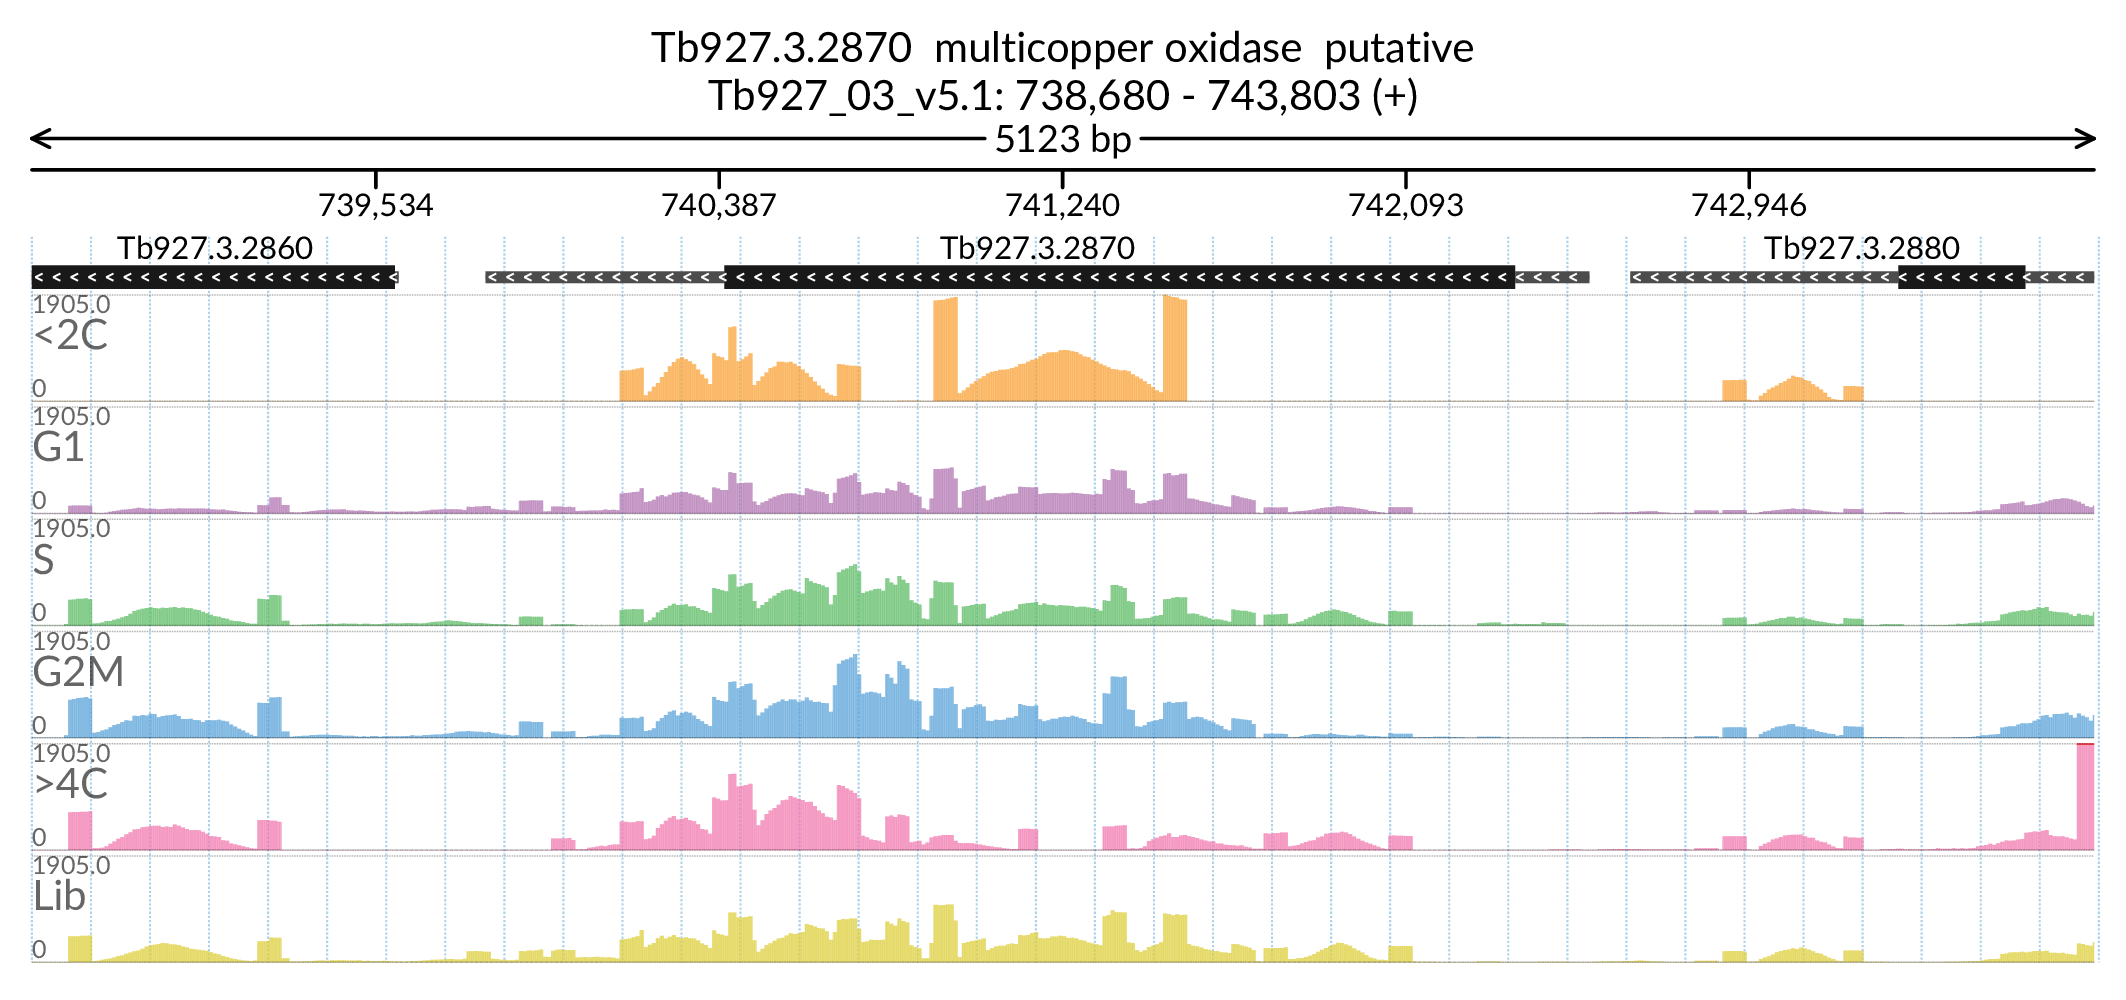 Tb927.3.2870  multicopper oxidase  putative
Tb927_03_v5.1: 738,680 - 743,803 (+)
5123 bp
739,534 740,387 741,240 742,093 742,946
Tb927.3.2860 Tb927.3.2870 Tb927.3.2880
1905.0
<2C
0
1905.0
G1
0
1905.0
S
0
1905.0
G2M
0
1905.0
>4C
0
1905.0
Lib
0